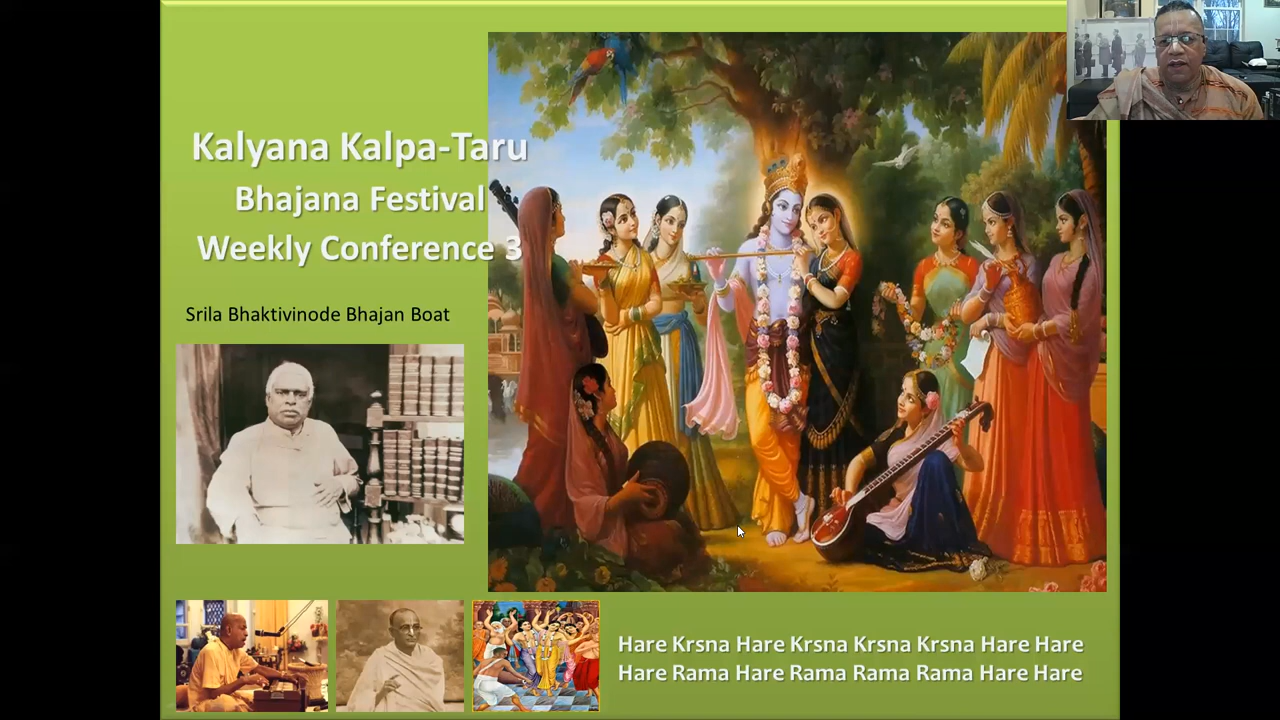 Kalyana Kalpa-Taru
Bhajana Festival
Weekly Conference 3
Srila Bhaktivinode Bhajan Boat
Hare Krsna Hare Krsna Krsna Krsna Hare Hare
Hare Rama Hare Rama Rama Rama Hare Hare